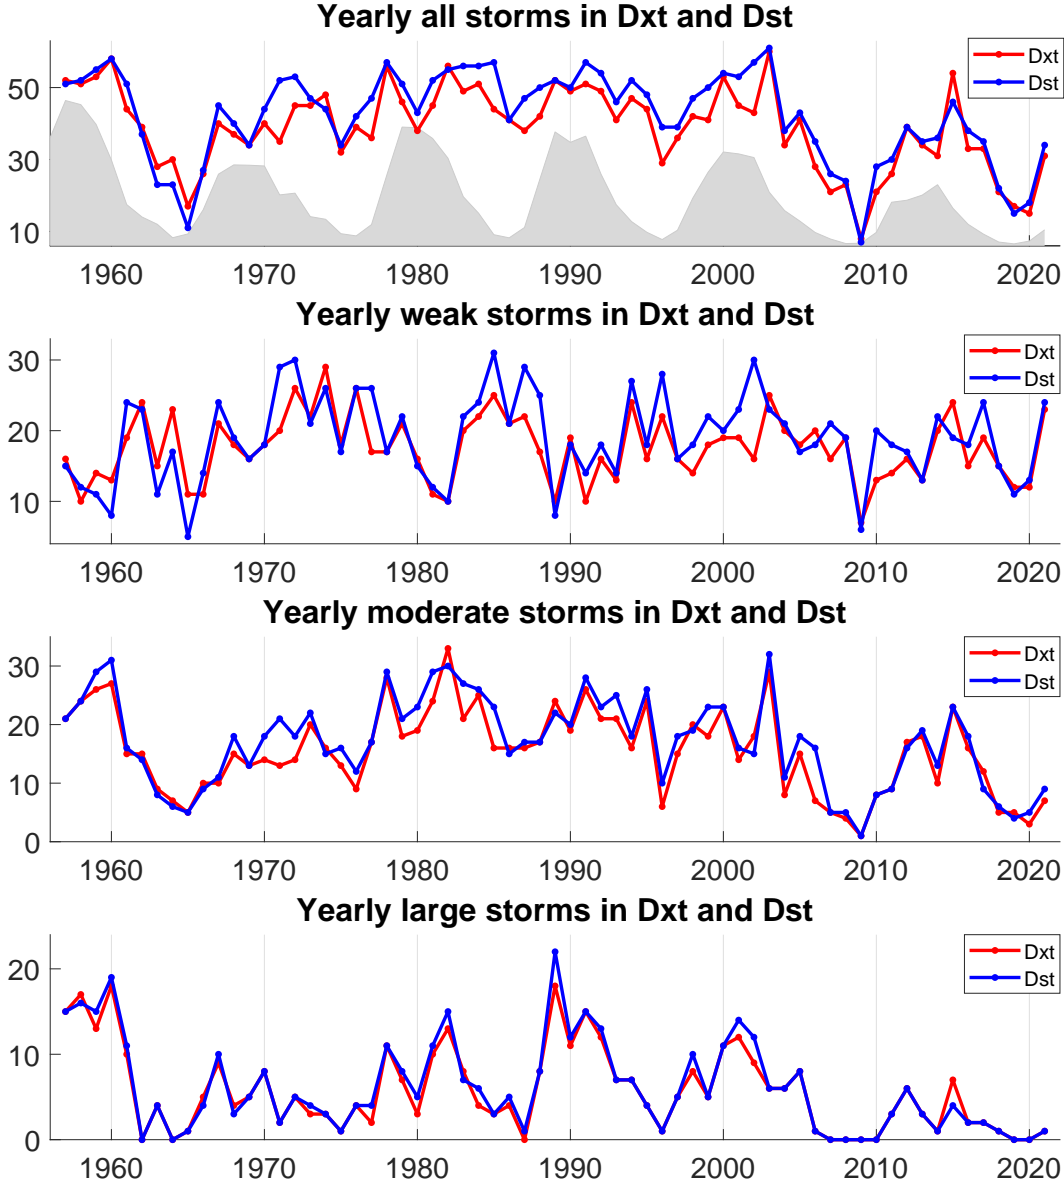 Yearly all storms in Dxt and Dst
50
30
10
Dxt
Dst
1960 1970 1980 1990 2000 2010 2020
Yearly weak storms in Dxt and Dst
30
20
10
Dxt
Dst
1960 1970 1980 1990 2000 2010 2020
Yearly moderate storms in Dxt and Dst
30
20
10
0
Dxt
Dst
1960 1970 1980 1990 2000 2010 2020
Yearly large storms in Dxt and Dst
20
10
0
Dxt
Dst
1960 1970 1980 1990 2000 2010 2020